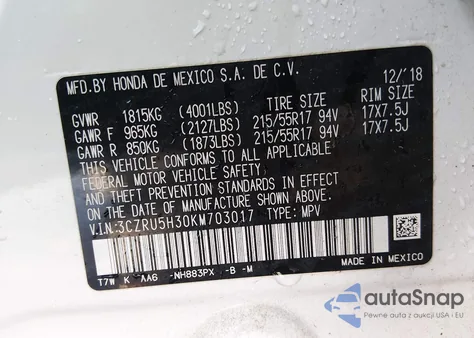 MFD.BY HONDA DE MEXICO S.A. DE C.V.
12/'18
GVWR 1815KG (4001LBS) TIRE SIZE RIM SIZE
GAWR F 965KG (2127LBS) 215/55R17 94V 17X7.5J
GAWR R 850KG (1873LBS) 215/55R17 94V 17X7.5J
THIS VEHICLE CONFORMS TO ALL APPLICABLE
FEDERAL MOTOR VEHICLE SAFETY, BUMPER,
AND THEFT PREVENTION STANDARDS IN EFFECT
ON THE DATE OF MANUFACTURE SHOWN ABOVE.
V.I.N:3CZRU5H30KM703017 TYPE: MPV
T7W K AAG -NH883PX -B -M
MADE IN MEXICO
autaSnap
Pewne auta z aukcji USA i EU